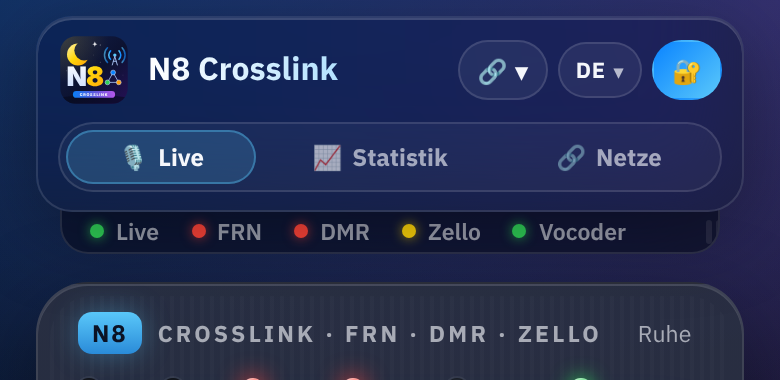 N8
CROSSLINK
N8 Crosslink
DE
Live Statistik Netze
Live FRN DMR Zello Vocoder
N8 CROSSLINK · FRN · DMR · ZELLO Ruhe